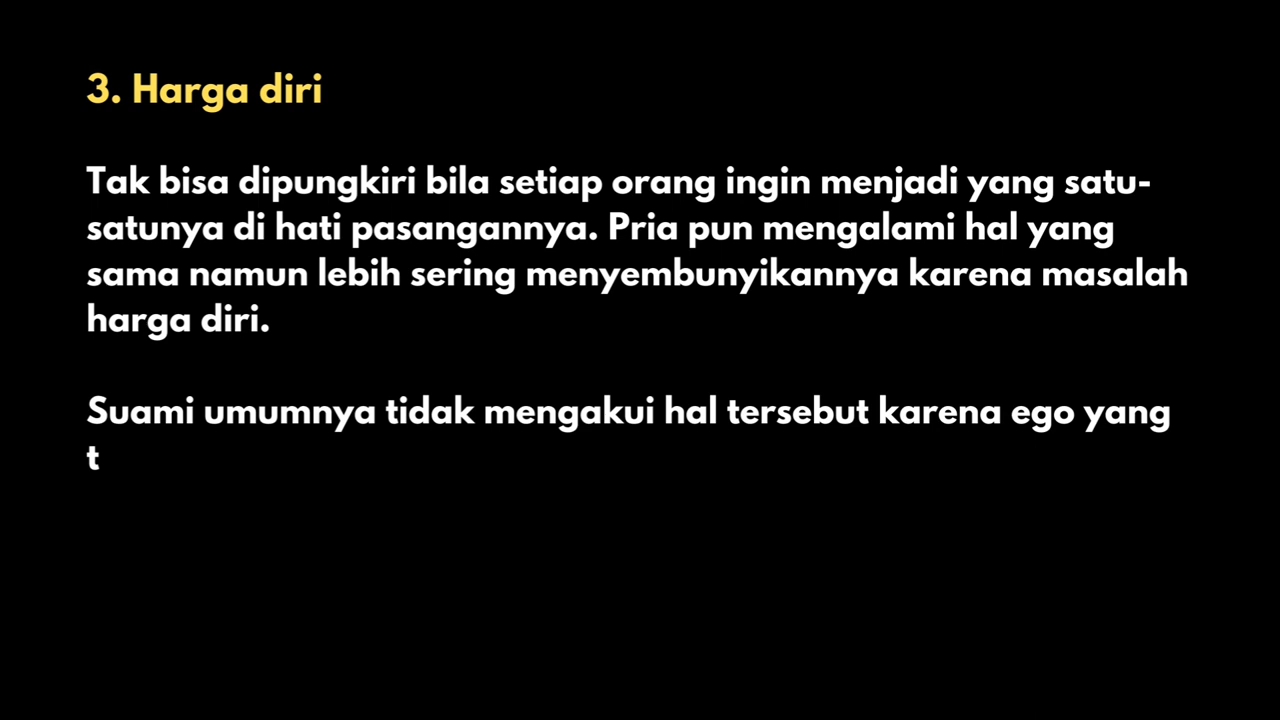 3. Harga diri
Tak bisa dipungkiri bila setiap orang ingin menjadi yang satu-
satunya di hati pasangannya. Pria pun mengalami hal yang
sama namun lebih sering menyembunyikannya karena masalah
harga diri.
Suami umumnya tidak mengakui hal tersebut karena ego yang
t